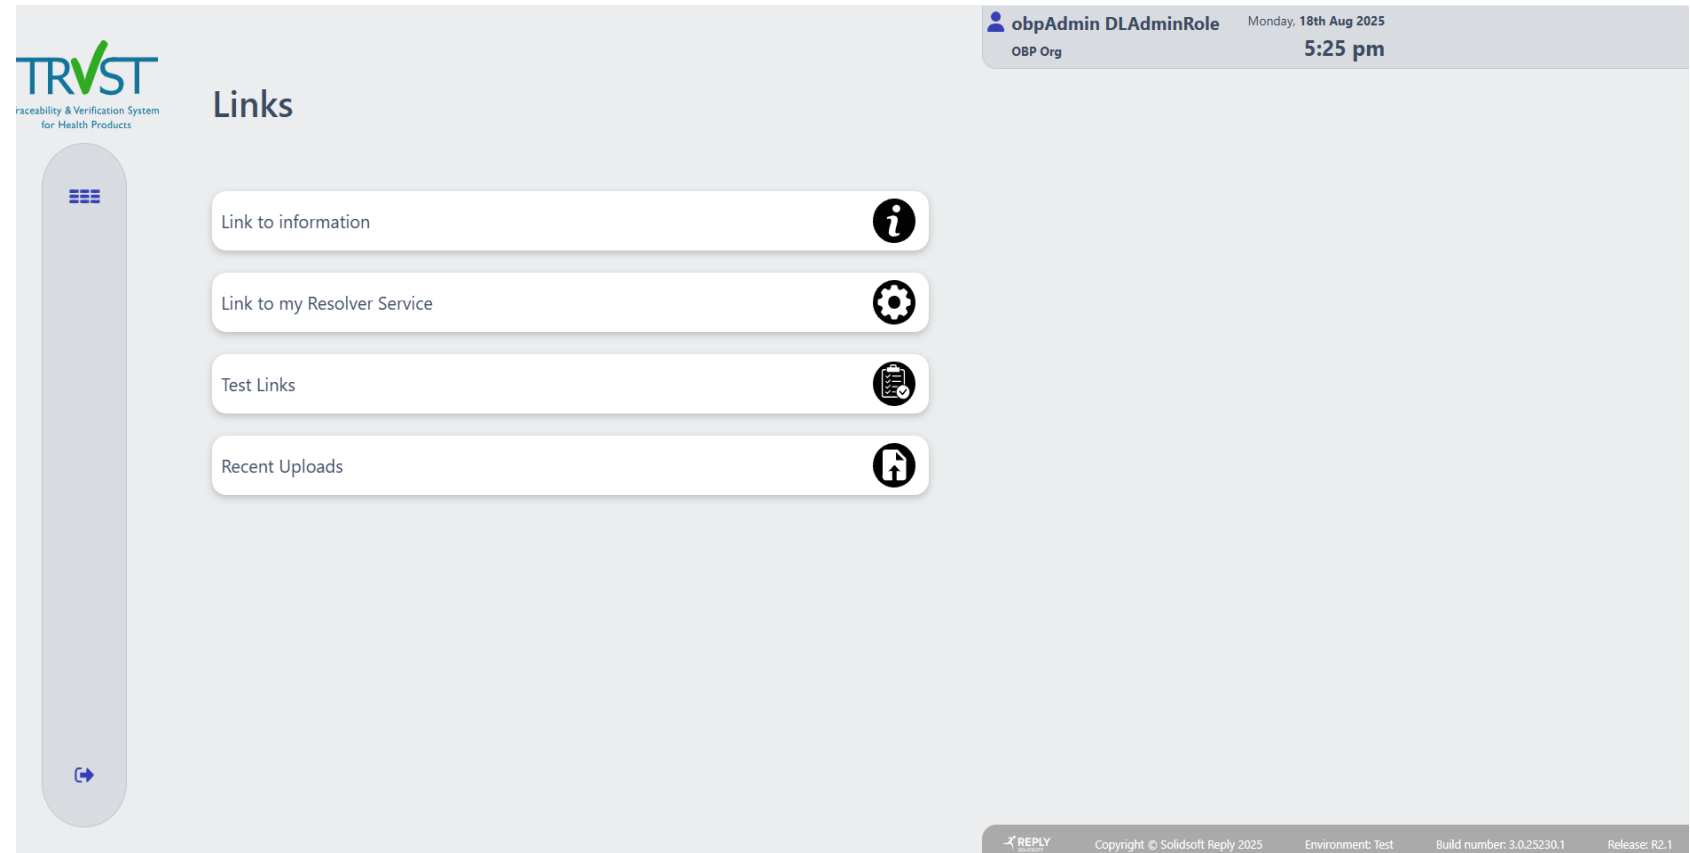 obpAdmin DLAdminRole
Monday, 18th Aug 2025
OBP Org
5:25 pm
TRVST
raceability & Verification System
for Health Products
Links
Link to information
Link to my Resolver Service
Test Links
Recent Uploads
REPLY
SOLIDSOFT
Copyright © Solidsoft Reply 2025
Environment: Test
Build number: 3.0.25230.1
Release: R2.1